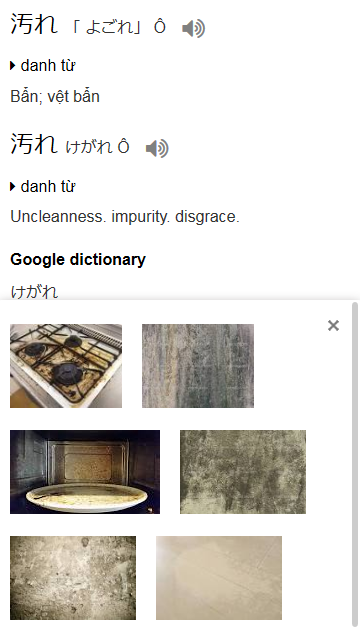 汚れ 「 よごれ」 Ô
danh từ
Bẩn; vệt bẩn
汚れ けがれ Ô
danh từ
Uncleanness. impurity. disgrace.
Google dictionary
けがれ